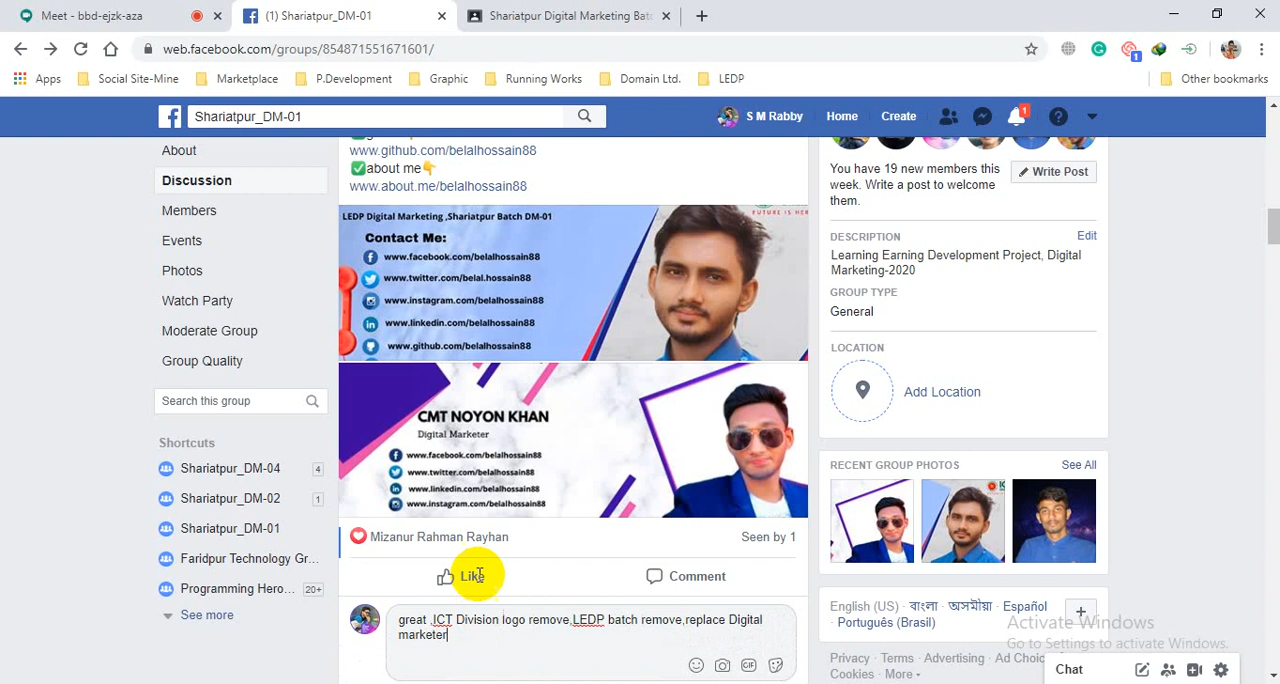 Meet - bbd-ejzk-aza
(1) Shariatpur_DM-01
Shariatpur Digital Marketing Bat
web.facebook.com/groups/854871551671601/
1
Apps
Social Site-Mine
Marketplace
P.Development
Graphic
Running Works
Domain Ltd.
LEDP
Other bookmarks
Shariatpur_DM-01
S M Rabby
Home
Create
1
About
Discussion
Members
Events
Photos
Watch Party
Moderate Group
Group Quality
Search this group
Shortcuts
Shariatpur_DM-04 4
Shariatpur_DM-02 1
Shariatpur_DM-01
Faridpur Technology Gr...
Programming Hero... 20+
See more
www.github.com/belalhossain88
✅about me👇
www.about.me/belalhossain88
LEDP Digital Marketing ,Shariatpur Batch DM-01
FUTURE IS HER
Contact Me:
www.facebook.com/belalhossain88
www.twitter.com/belal.hossain88
www.instagram.com/belalhossain88
www.linkedin.com/belalhossain88
www.github.com/belalhossain88
CMT NOYON KHAN
Digital Marketer
www.facebook.com/belalhossain88
www.twitter.com/belalhossain88
www.linkedin.com/belalhossain88
www.instagram.com/belalhossain88
Mizanur Rahman Rayhan
Seen by 1
Like
Comment
great ,ICT Division logo remove,LEDP batch remove,replace Digital
marketer
GIF
You have 19 new members this
week. Write a post to welcome
them.
Write Post
DESCRIPTION
Edit
Learning Earning Development Project, Digital
Marketing-2020
GROUP TYPE
General
LOCATION
Add Location
RECENT GROUP PHOTOS
See All
English (US) · বাংলা · অসমীয়া · Español
· Português (Brasil)
Privacy · Terms · Advertising · Ad Choic
Cookies · More
Activate Windows
Go to Settings to activate Windows.
Chat